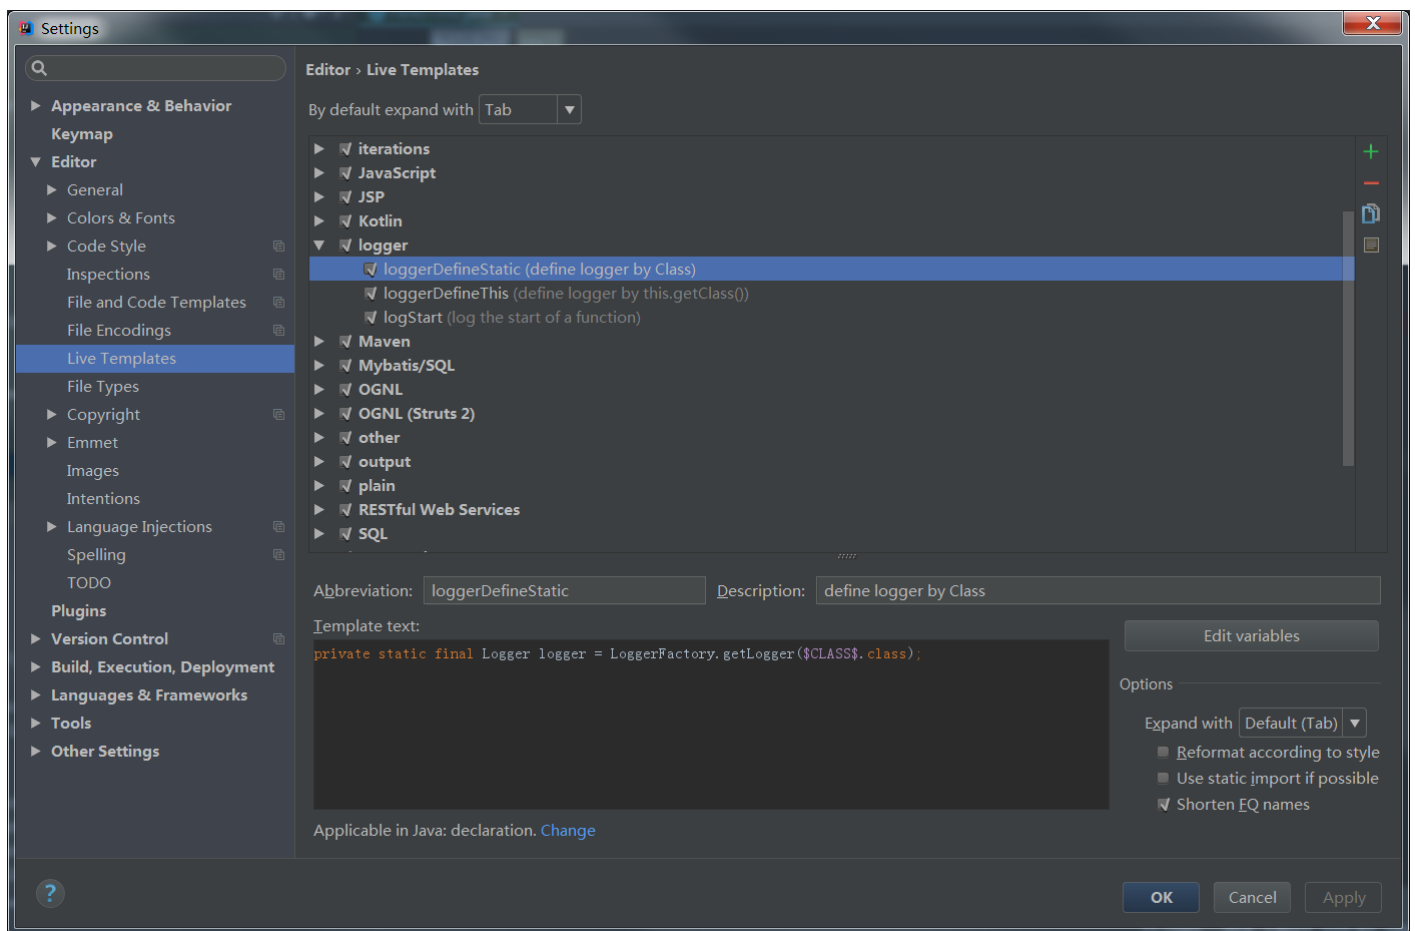 Settings
Editor › Live Templates
By default expand with Tab
Appearance & Behavior
Keymap
Editor
General
Colors & Fonts
Code Style
Inspections
File and Code Templates
File Encodings
Live Templates
File Types
Copyright
Emmet
Images
Intentions
Language Injections
Spelling
TODO
Plugins
Version Control
Build, Execution, Deployment
Languages & Frameworks
Tools
Other Settings
iterations
JavaScript
JSP
Kotlin
logger
loggerDefineStatic (define logger by Class)
loggerDefineThis (define logger by this.getClass())
logStart (log the start of a function)
Maven
Mybatis/SQL
OGNL
OGNL (Struts 2)
other
output
plain
RESTful Web Services
SQL
Abbreviation: loggerDefineStatic Description: define logger by Class
Template text:
private static final Logger logger = LoggerFactory.getLogger($CLASS$.class);
Edit variables
Options
Expand with Default (Tab)
Reformat according to style
Use static import if possible
Shorten FQ names
Applicable in Java: declaration. Change
?
OK Cancel Apply